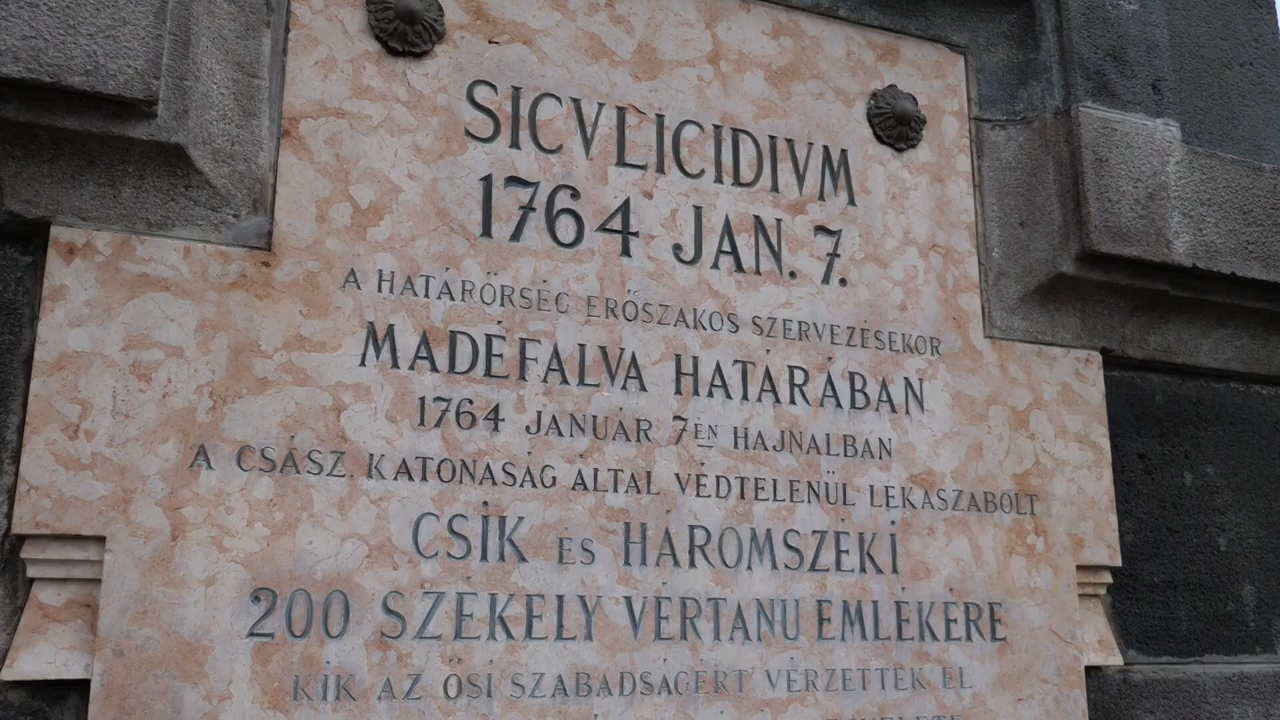 SICVLICIDIVM
1764 JAN. 7.
A HATÁRŐRSÉG ERŐSZAKOS SZERVEZÉSEKOR
MADÉFALVA HATÁRÁBAN
1764 JANUÁR 7ÉN HAJNALBAN
A CSÁSZ. KATONASÁG ÁLTAL VÉDTELENÜL LEKASZABOLT
CSÍK ÉS HÁROMSZÉKI
200 SZÉKELY VÉRTANU EMLÉKÉRE
KIK AZ ŐSI SZABADSÁGÉRT VÉRZETTEK EL